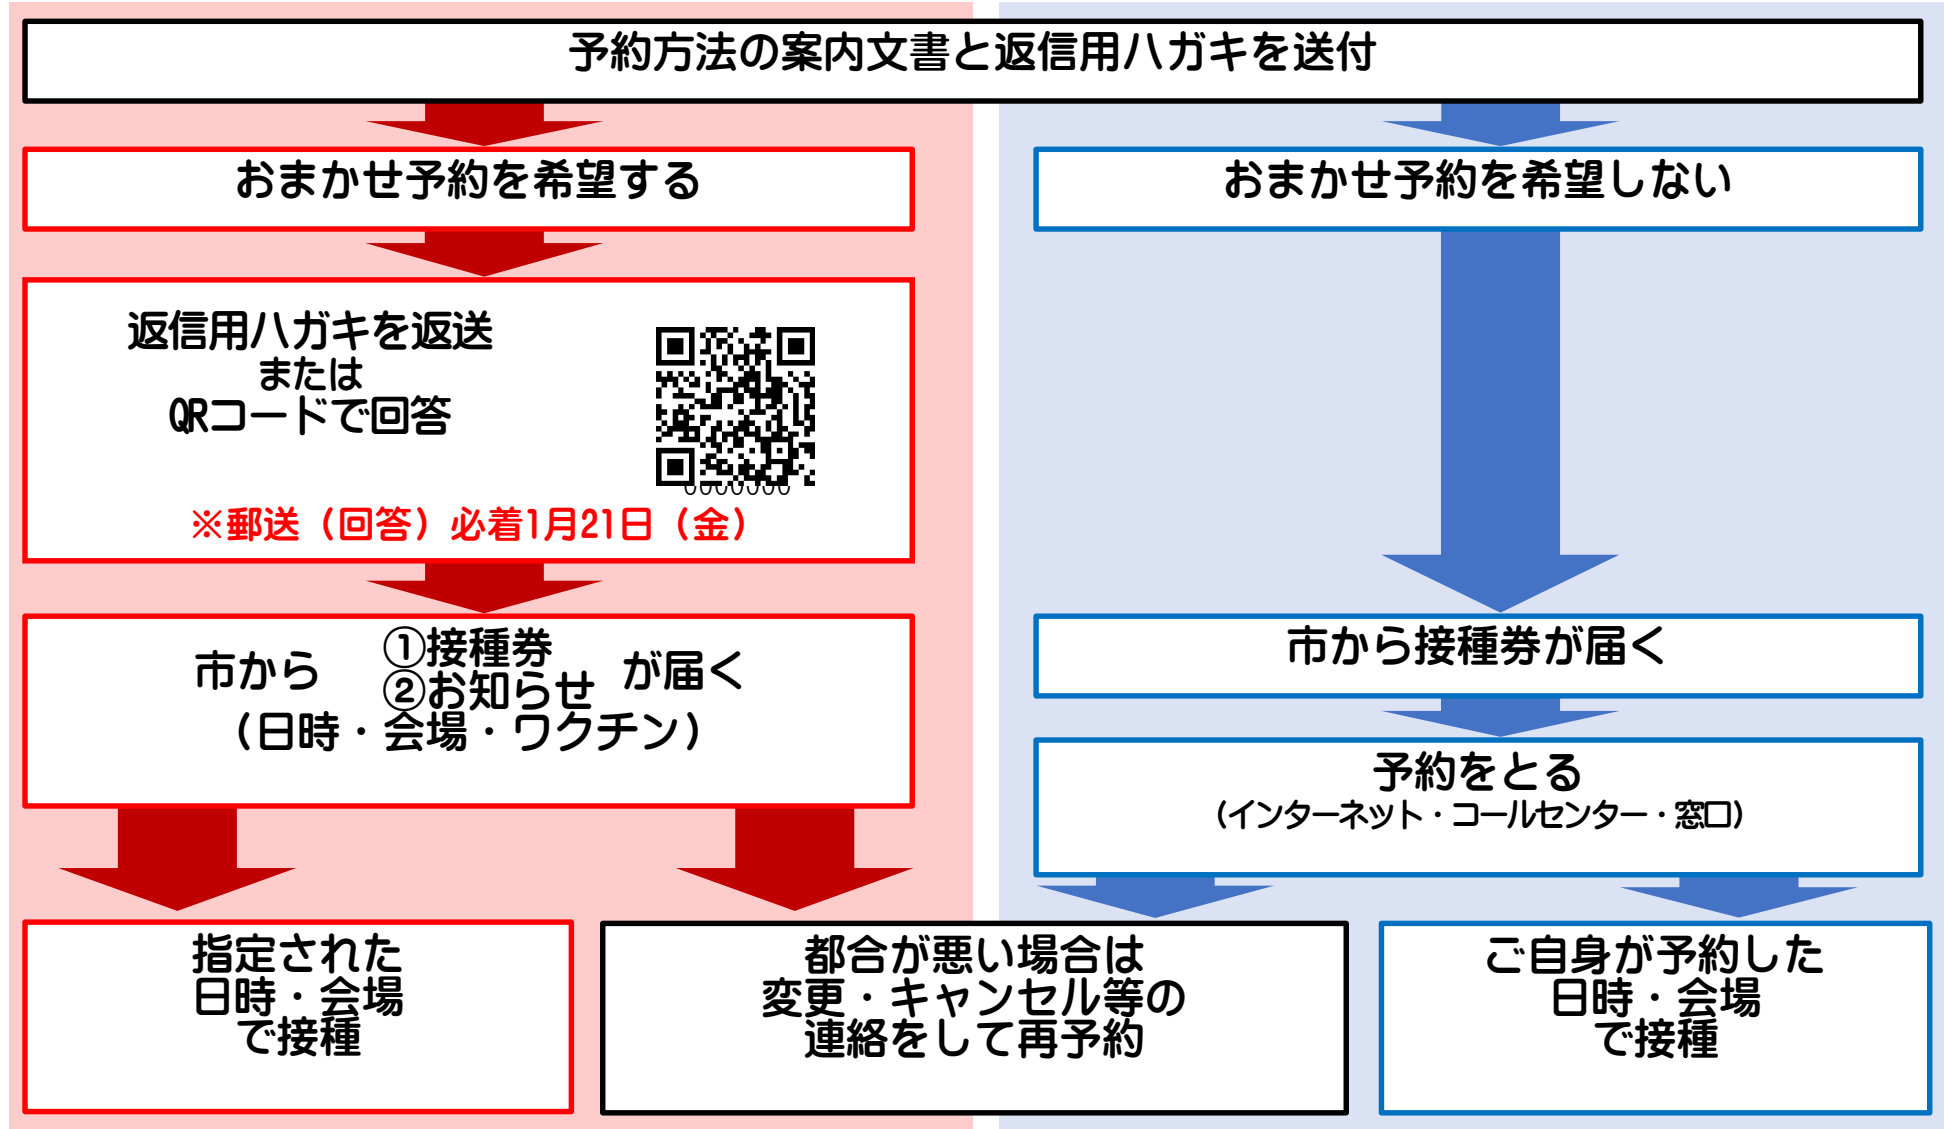 予約方法の案内文書と返信用ハガキを送付
おまかせ予約を希望する
返信用ハガキを返送
または
QRコードで回答
※郵送（回答）必着1月21日（金）
市から ①接種券 が届く
②お知らせ
（日時・会場・ワクチン）
指定された
日時・会場
で接種
都合が悪い場合は
変更・キャンセル等の
連絡をして再予約
おまかせ予約を希望しない
市から接種券が届く
予約をとる
（インターネット・コールセンター・窓口）
ご自身が予約した
日時・会場
で接種